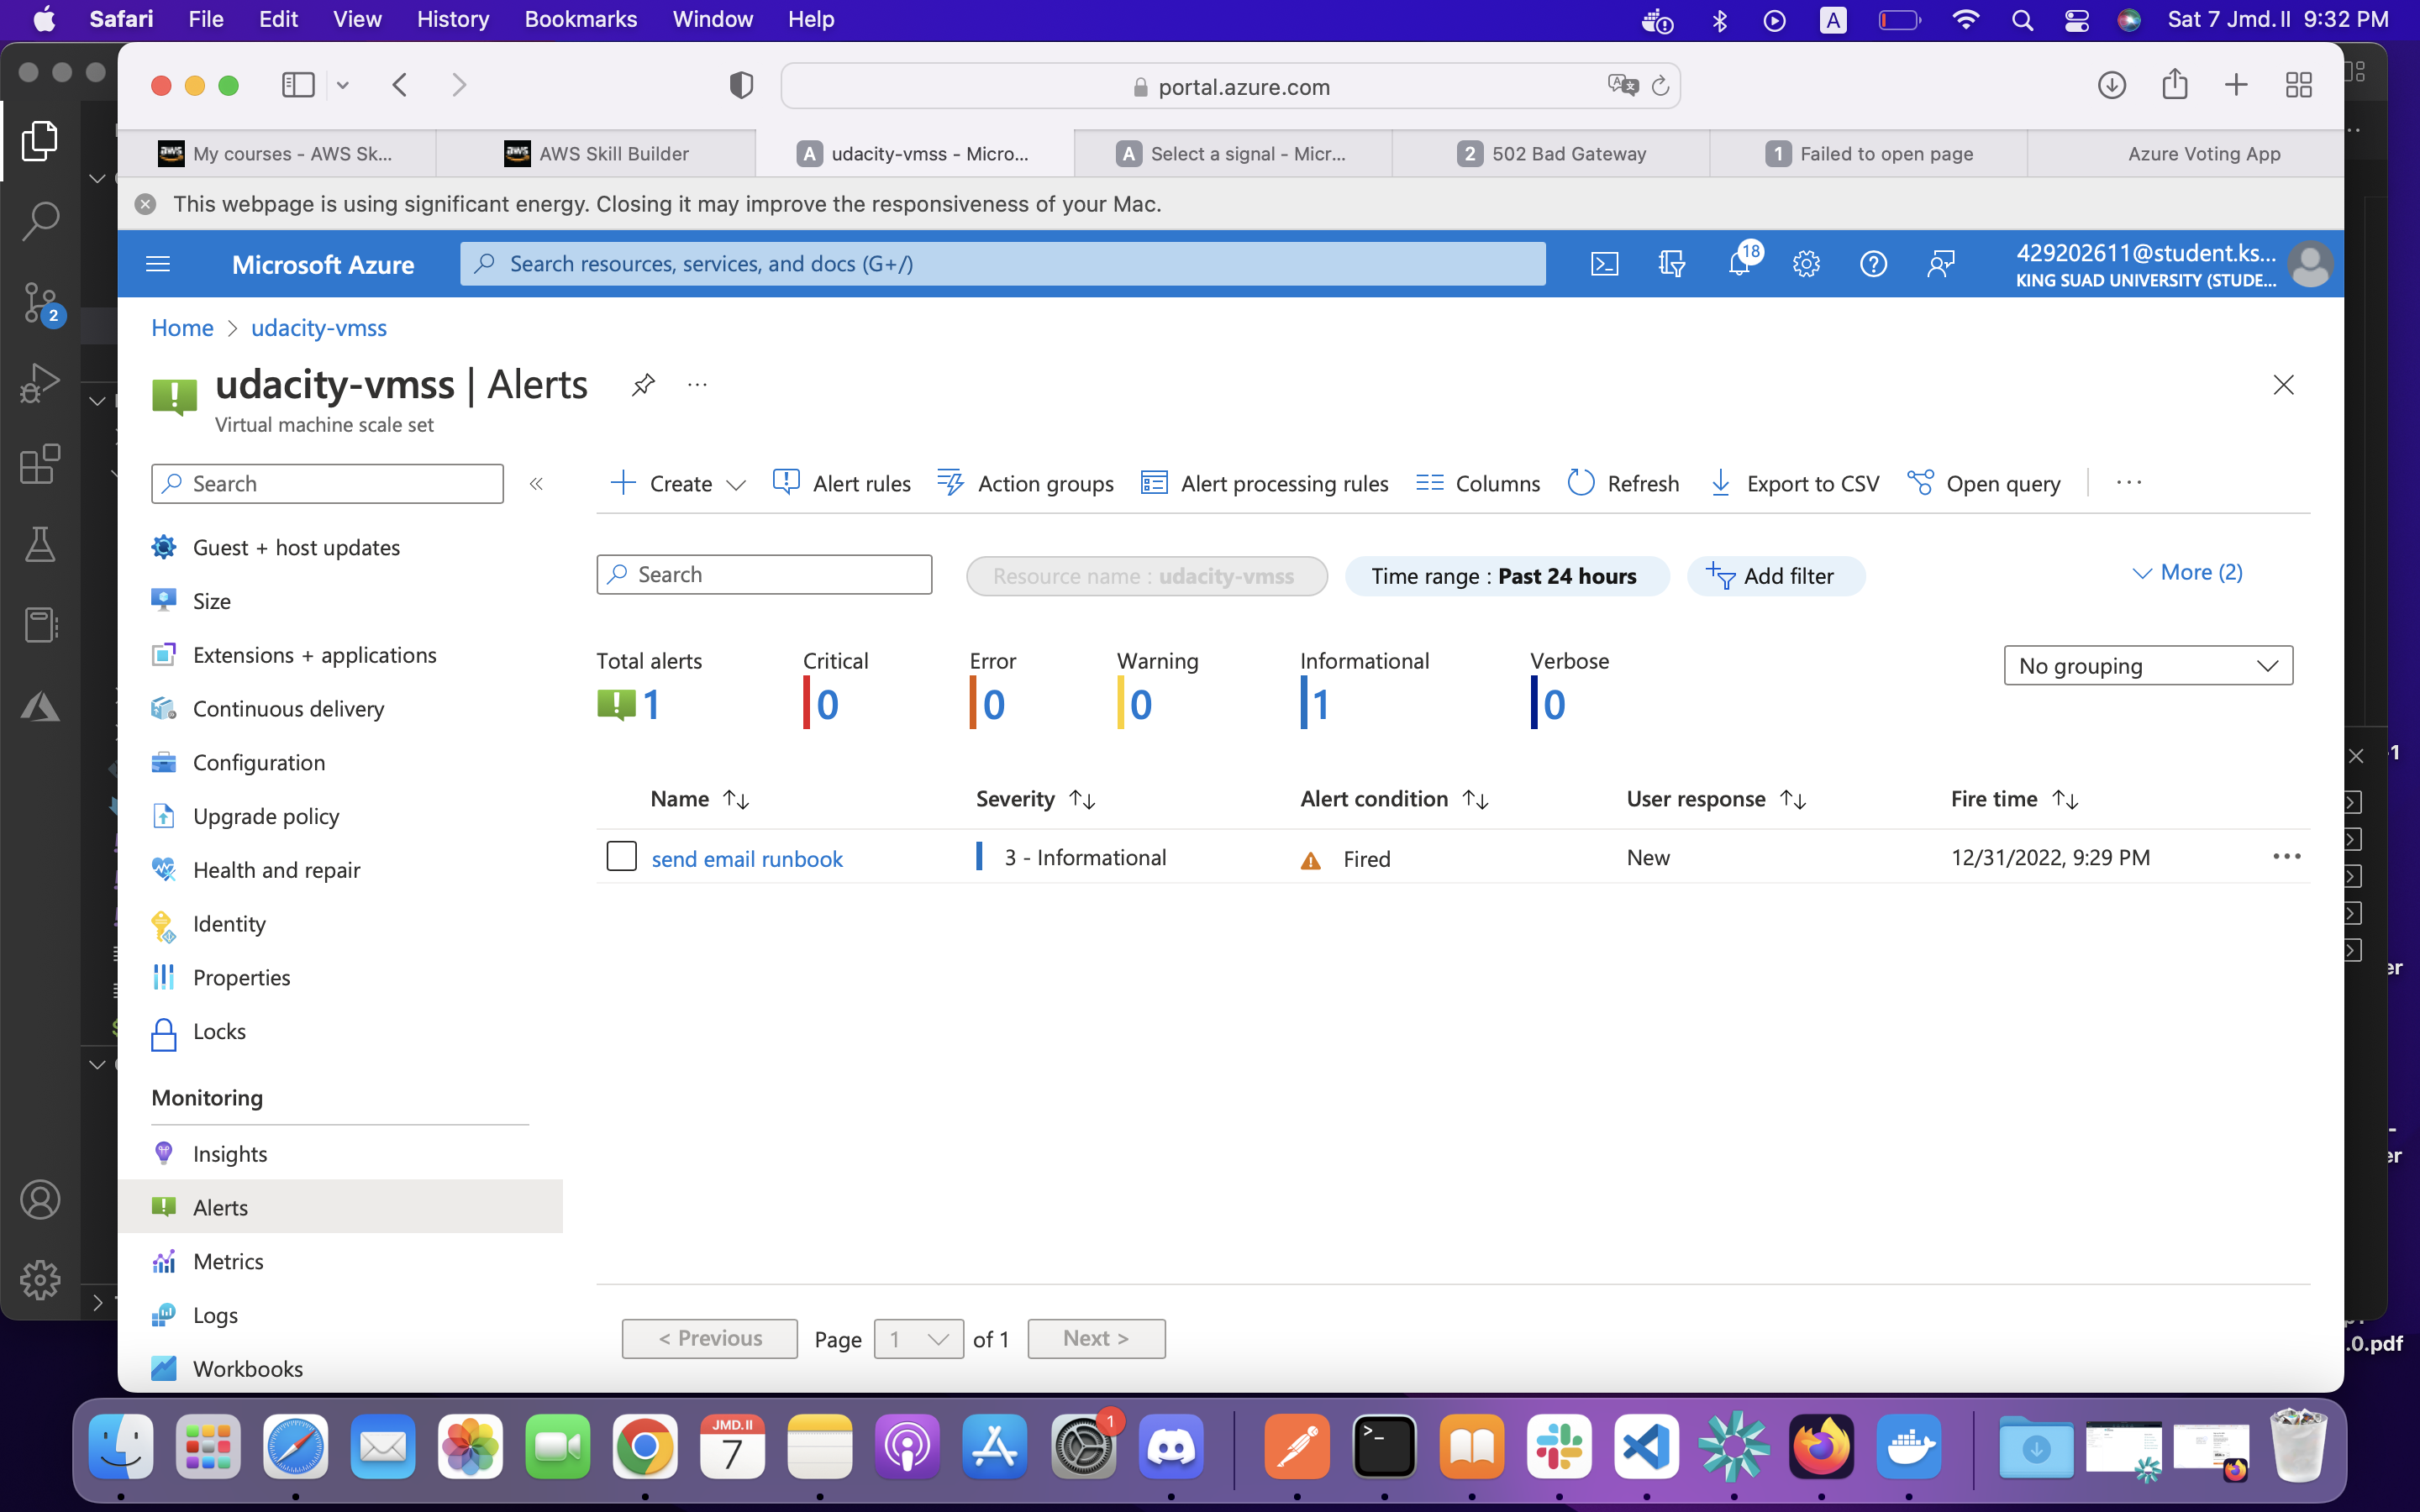 Safari File Edit View History Bookmarks Window Help
A
Sat 7 Jmd.II 9:32 PM
portal.azure.com
aws My courses - AWS Sk...
aws AWS Skill Builder
A udacity-vmss - Micro...
A Select a signal - Micr...
2 502 Bad Gateway
1 Failed to open page
Azure Voting App
This webpage is using significant energy. Closing it may improve the responsiveness of your Mac.
Microsoft Azure
Search resources, services, and docs (G+/)
18
429202611@student.ks...
KING SUAD UNIVERSITY (STUDE...
2
Home > udacity-vmss
udacity-vmss | Alerts
Virtual machine scale set
Search
Guest + host updates
Size
Extensions + applications
Continuous delivery
Configuration
Upgrade policy
Health and repair
Identity
Properties
Locks
Monitoring
Insights
Alerts
Metrics
Logs
Workbooks
Create
Alert rules
Action groups
Alert processing rules
Columns
Refresh
Export to CSV
Open query
Search
Resource name : udacity-vmss
Time range : Past 24 hours
Add filter
More (2)
Total alerts Critical Error Warning Informational Verbose
1 0 0 0 1 0
No grouping
Name Severity Alert condition User response Fire time
send email runbook 3 - Informational Fired New 12/31/2022, 9:29 PM
< Previous Page 1 of 1 Next >
-1
er
er
.0.pdf
JMD.II
7
1